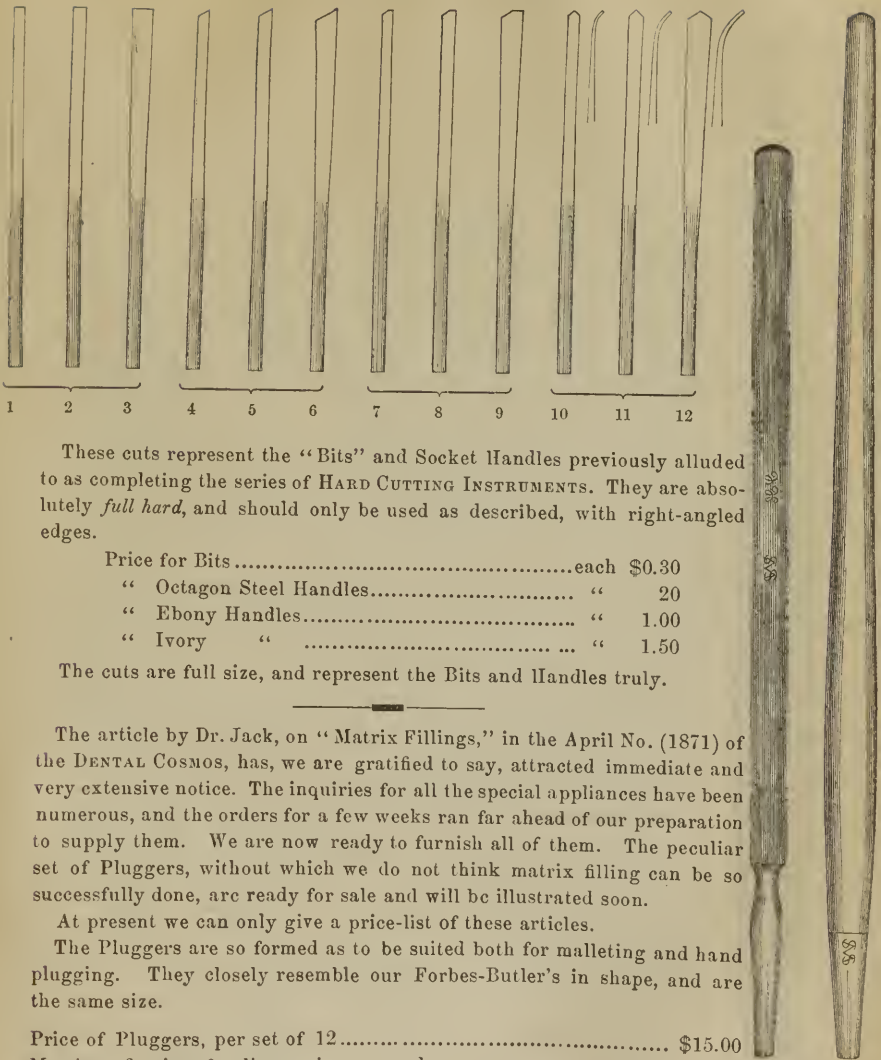 1 2 3 4 5 6 7 8 9 10 11 12
These cuts represent the “Bits” and Socket Handles previously alluded
to as completing the series of HARD CUTTING INSTRUMENTS. They are abso-
lutely full hard, and should only be used as described, with right-angled
edges.
Price for Bits ............................................each $0.30
“ Octagon Steel Handles.......................... “ 20
“ Ebony Handles................................... “ 1.00
“ Ivory “ ................................ ... “ 1.50
The cuts are full size, and represent the Bits and Handles truly.
The article by Dr. Jack, on “Matrix Fillings,” in the April No. (1871) of
the DENTAL COSMOS, has, we are gratified to say, attracted immediate and
very extensive notice. The inquiries for all the special appliances have been
numerous, and the orders for a few weeks ran far ahead of our preparation
to supply them. We are now ready to furnish all of them. The peculiar
set of Pluggers, without which we do not think matrix filling can be so
successfully done, are ready for sale and will be illustrated soon.
At present we can only give a price-list of these articles.
The Pluggers are so formed as to be suited both for malleting and hand
plugging. They closely resemble our Forbes-Butler’s in shape, and are
the same size.
Price of Pluggers, per set of 12............................................. $15.00